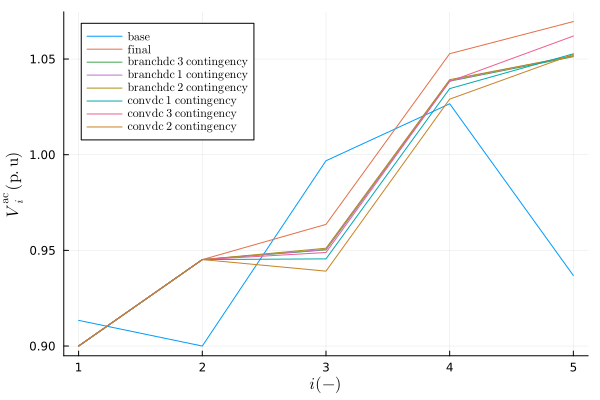 base
final
branchdc 3 contingency
branchdc 1 contingency
branchdc 2 contingency
convdc 1 contingency
convdc 3 contingency
convdc 2 contingency
1.05
1.00
0.95
0.90
V_i^ac (p.u)
1 2 3 4 5
i(−)